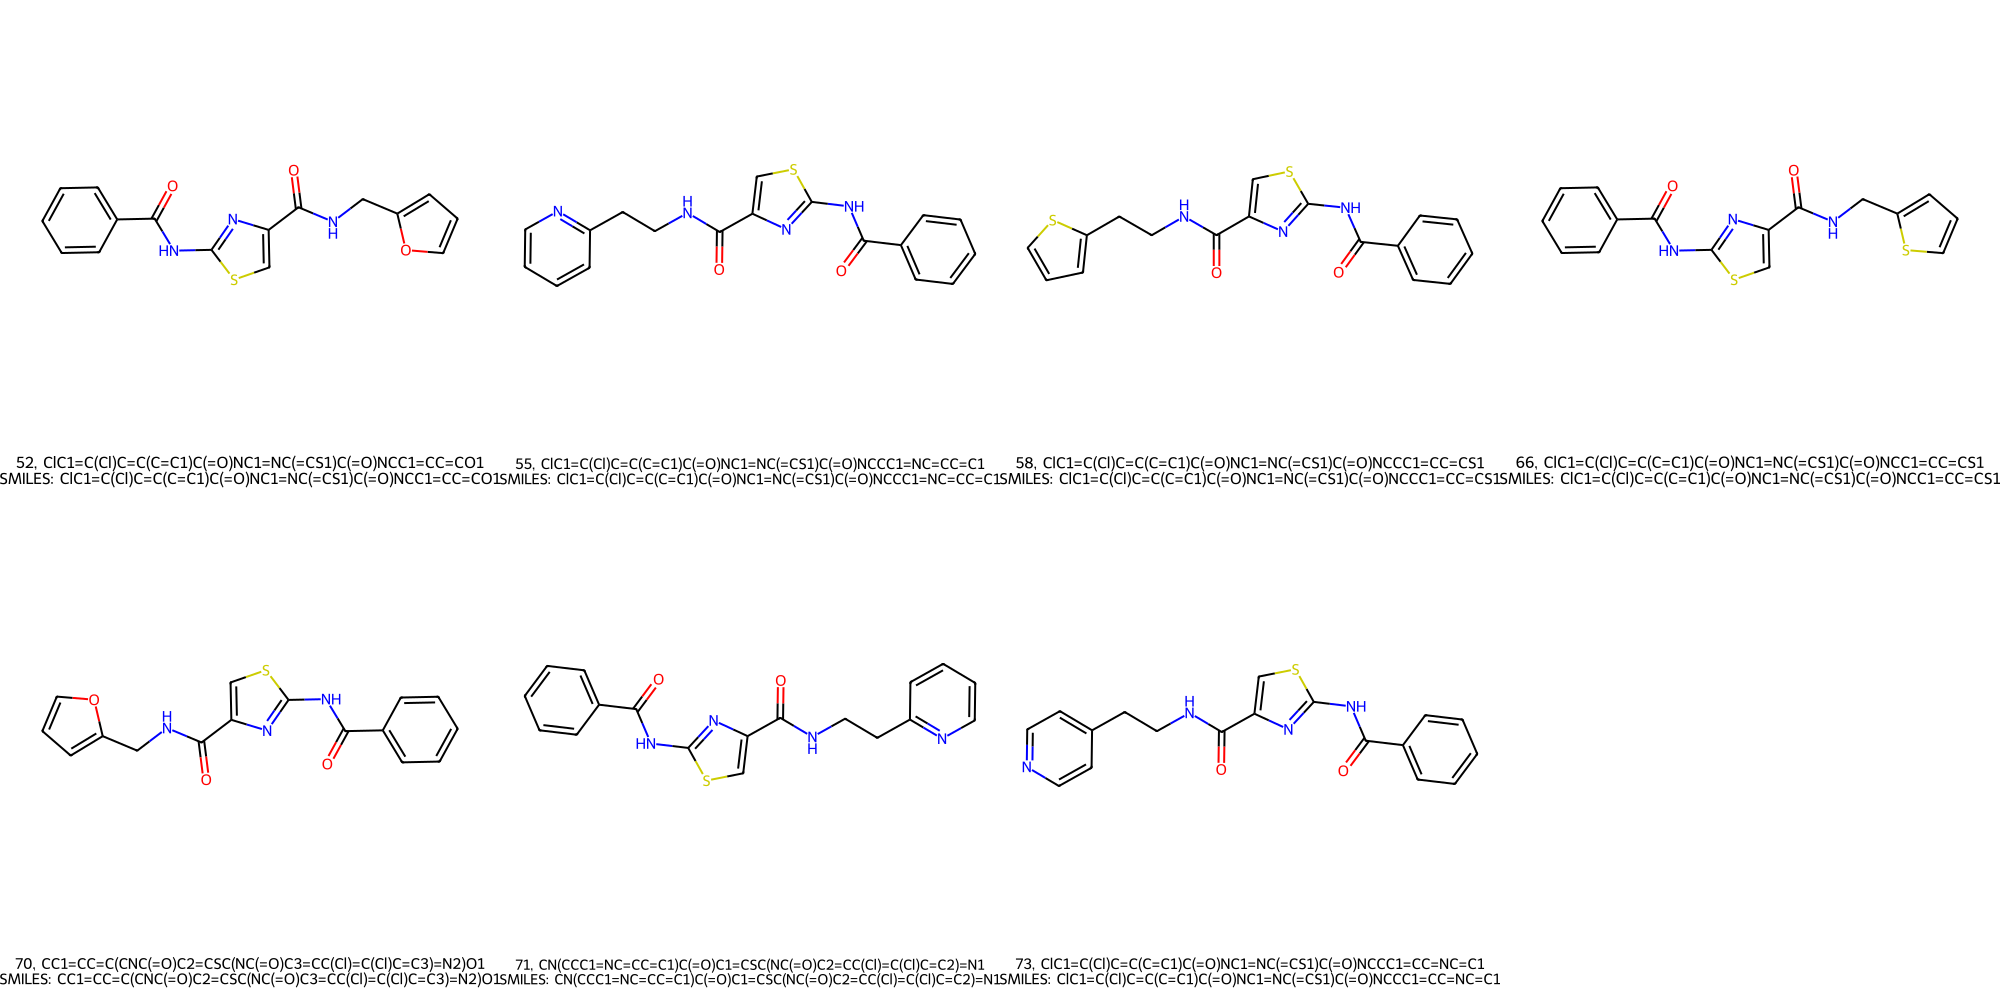 O
O
O
N
NH
N
H
S
O
S
H
N
N
NH
N
O
O
S
H
N
S
NH
N
O
O
O
O
N
NH
N
H
S
S
52, ClC1=C(Cl)C=C(C=C1)C(=O)NC1=NC(=CS1)C(=O)NCC1=CC=CO1
SMILES: ClC1=C(Cl)C=C(C=C1)C(=O)NC1=NC(=CS1)C(=O)NCC1=CC=CO1
55, ClC1=C(Cl)C=C(C=C1)C(=O)NC1=NC(=CS1)C(=O)NCCC1=NC=CC=C1
SMILES: ClC1=C(Cl)C=C(C=C1)C(=O)NC1=NC(=CS1)C(=O)NCCC1=NC=CC=C1
58, ClC1=C(Cl)C=C(C=C1)C(=O)NC1=NC(=CS1)C(=O)NCCC1=CC=CS1
SMILES: ClC1=C(Cl)C=C(C=C1)C(=O)NC1=NC(=CS1)C(=O)NCCC1=CC=CS1
66, ClC1=C(Cl)C=C(C=C1)C(=O)NC1=NC(=CS1)C(=O)NCC1=CC=CS1
SMILES: ClC1=C(Cl)C=C(C=C1)C(=O)NC1=NC(=CS1)C(=O)NCC1=CC=CS1
S
O
H
N
NH
N
O
O
O
O
N
NH
N
H
N
S
S
H
N
NH
N
N
O
O
70, CC1=CC=C(CNC(=O)C2=CSC(NC(=O)C3=CC(Cl)=C(Cl)C=C3)=N2)O1
SMILES: CC1=CC=C(CNC(=O)C2=CSC(NC(=O)C3=CC(Cl)=C(Cl)C=C3)=N2)O1
71, CN(CCC1=NC=CC=C1)C(=O)C1=CSC(NC(=O)C2=CC(Cl)=C(Cl)C=C2)=N1
SMILES: CN(CCC1=NC=CC=C1)C(=O)C1=CSC(NC(=O)C2=CC(Cl)=C(Cl)C=C2)=N1
73, ClC1=C(Cl)C=C(C=C1)C(=O)NC1=NC(=CS1)C(=O)NCCC1=CC=NC=C1
SMILES: ClC1=C(Cl)C=C(C=C1)C(=O)NC1=NC(=CS1)C(=O)NCCC1=CC=NC=C1